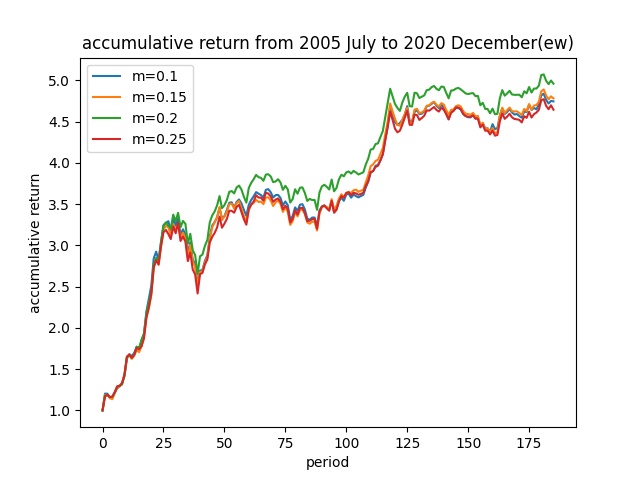 accumulative return from 2005 July to 2020 December(ew)
m=0.1
m=0.15
m=0.2
m=0.25
accumulative return
5.0
4.5
4.0
3.5
3.0
2.5
2.0
1.5
1.0
0 25 50 75 100 125 150 175
period